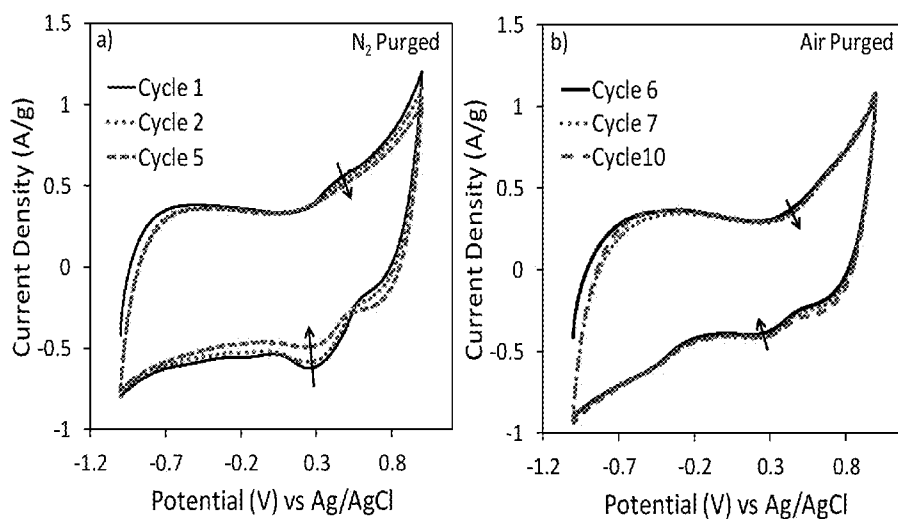 a)
N₂ Purged
Cycle 1
Cycle 2
Cycle 5
Current Density (A/g)
1.5
1
0.5
0
-0.5
-1
-1.2
-0.7
-0.2
0.3
0.8
Potential (V) vs Ag/AgCl
b)
Air Purged
Cycle 6
Cycle 7
Cycle10
Current Density (A/g)
1.5
1
0.5
0
-0.5
-1
-1.2
-0.7
-0.2
0.3
0.8
Potential (V) vs Ag/AgCl